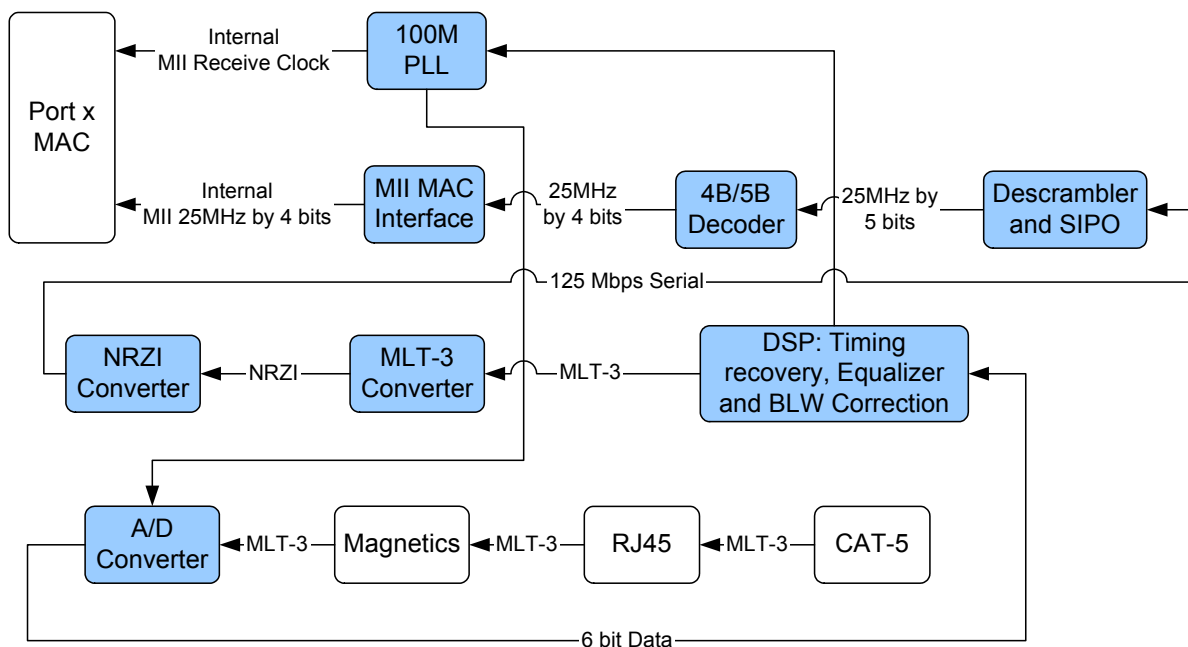 Port x
MAC
Internal
MII Receive Clock
100M
PLL
Internal
MII 25MHz by 4 bits
MII MAC
Interface
25MHz
by 4 bits
4B/5B
Decoder
25MHz by
5 bits
Descrambler
and SIPO
125 Mbps Serial
NRZI
Converter
NRZI
MLT-3
Converter
MLT-3
DSP: Timing
recovery, Equalizer
and BLW Correction
A/D
Converter
MLT-3
Magnetics
MLT-3
RJ45
MLT-3
CAT-5
6 bit Data